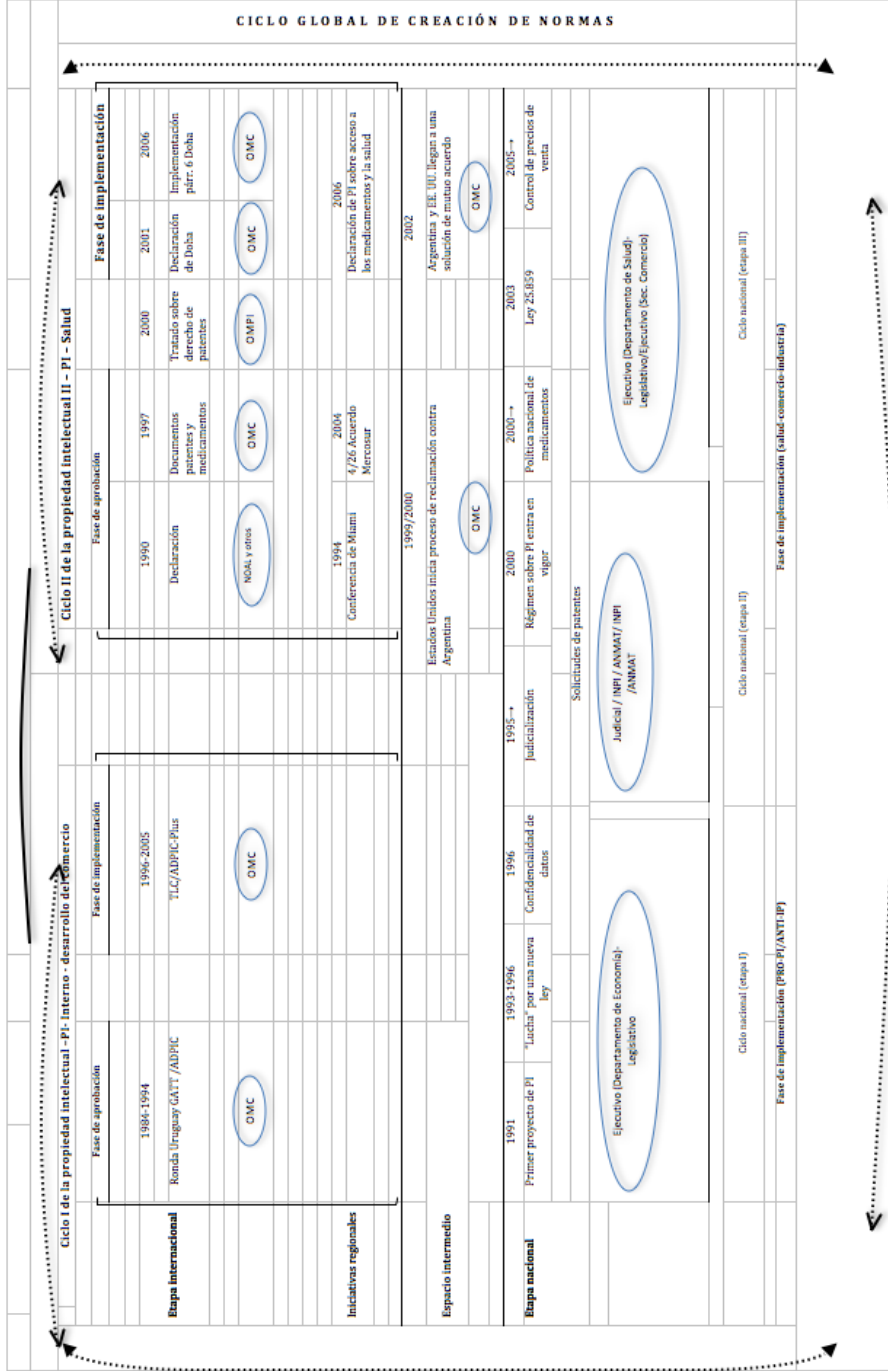 CICLO GLOBAL DE CREACIÓN DE NORMAS
Ciclo I de la propiedad intelectual –PI- Interno - desarrollo del comercio
Ciclo II de la propiedad intelectual II – PI – Salud
Fase de aprobación
Fase de implementación
Fase de aprobación
Fase de implementación
Etapa internacional
1984-1994
1996-2005
1990
1997
2000
2001
2006
Ronda Uruguay GATT /ADPIC
TLC/ADPIC-Plus
Declaración
Documentos
patentes y
medicamentos
Tratado sobre
derecho de
patentes
Declaración
de Doha
Implementación
párr. 6 Doha
OMC
OMC
NOAL y otros
OMC
OMPI
OMC
OMC
Iniciativas regionales
1994
2004
2006
Conferencia de Miami
4/26 Acuerdo
Mercosur
Declaración de PI sobre acceso a
los medicamentos y la salud
Espacio intermedio
1999/2000
2002
Estados Unidos inicia proceso de reclamación contra
Argentina
Argentina y EE. UU. llegan a una
solución de mutuo acuerdo
OMC
OMC
Etapa nacional
1991
1993-1996
1996
1995→
2000
2000→
2003
2005→
Primer proyecto de PI
"Lucha" por una nueva
ley
Confidencialidad de
datos
Judicialización
Régimen sobre PI entra en
vigor
Política nacional de
medicamentos
Ley 25.859
Control de precios de
venta
Solicitudes de patentes
Ejecutivo (Departamento de Economía)-
Legislativo
Judicial / INPI / ANMAT/ INPI
/ANMAT
Ejecutivo (Departamento de Salud)-
Legislativo/Ejecutivo (Sec. Comercio)
Ciclo nacional (etapa I)
Ciclo nacional (etapa II)
Ciclo nacional (etapa III)
Fase de implementación (PRO-PI/ANTI-IP)
Fase de implementación (salud-comercio-industria)